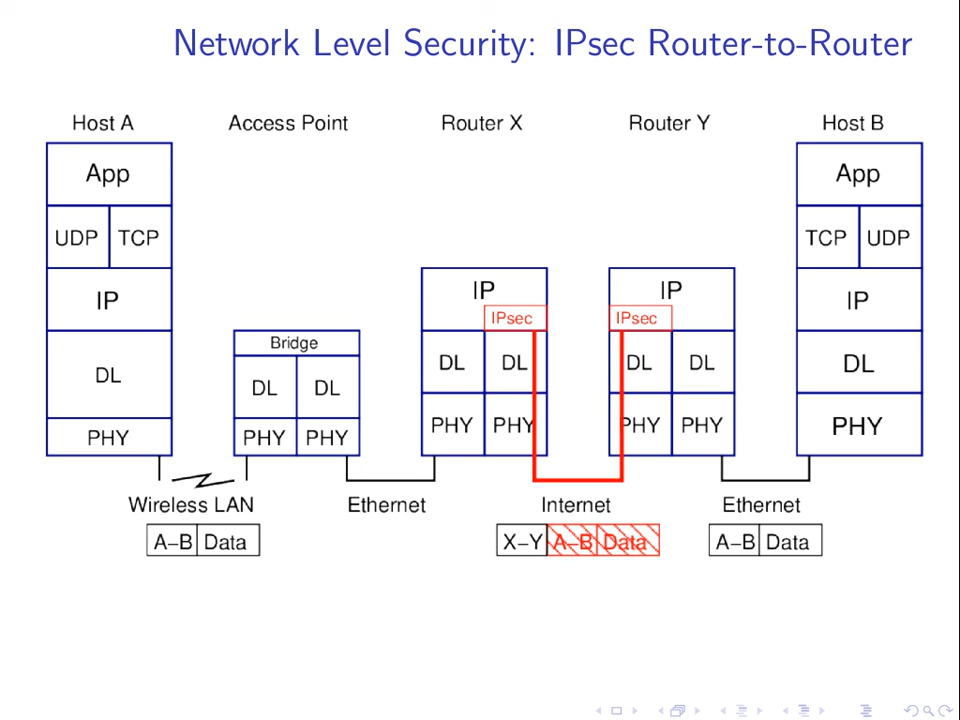 Network Level Security: IPsec Router-to-Router
Host A Access Point Router X Router Y Host B
App App
UDP TCP TCP UDP
IP IP IP IP
IPsec IPsec
Bridge
DL DL DL DL DL DL DL DL
PHY PHY PHY PHY PHY PHY PHY PHY
Wireless LAN Ethernet Internet Ethernet
A–B Data X–Y A–B Data A–B Data